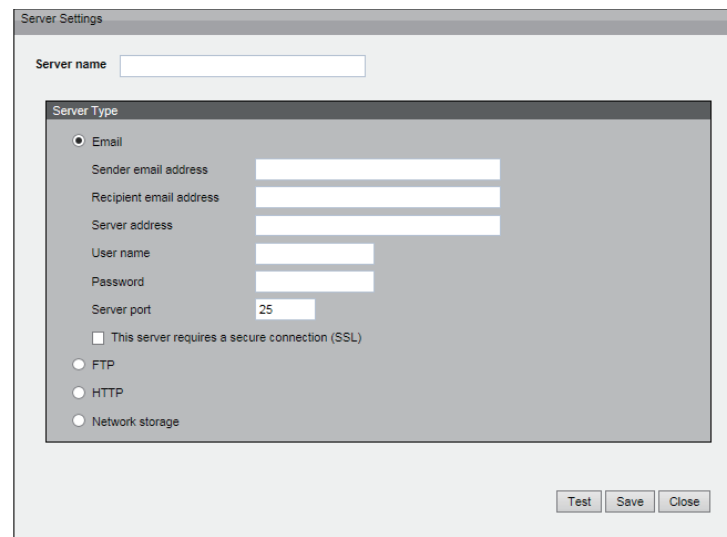 Server Settings
Server name
Server Type
Email
Sender email address
Recipient email address
Server address
User name
Password
Server port 25
This server requires a secure connection (SSL)
FTP
HTTP
Network storage
Test Save Close